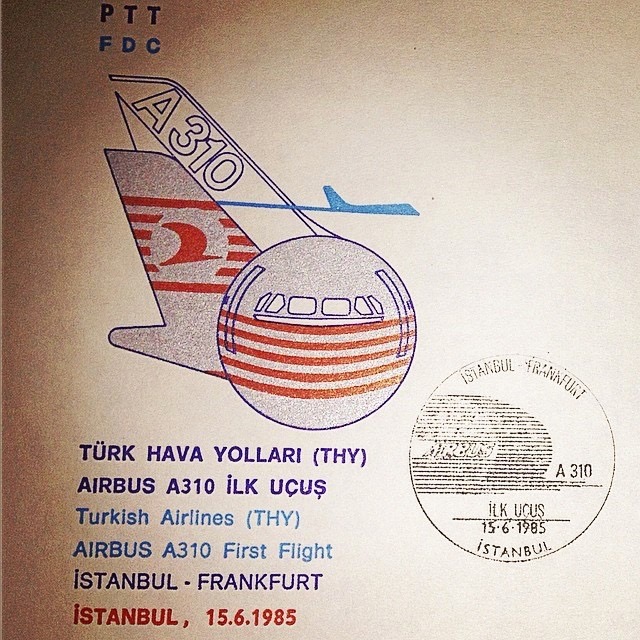 PTT
FDC
A310
TÜRK HAVA YOLLARI (THY)
AIRBUS A310 İLK UÇUŞ
Turkish Airlines (THY)
AIRBUS A310 First Flight
İSTANBUL - FRANKFURT
İSTANBUL, 15.6.1985
İSTANBUL - FRANKFURT
AIRBUS
A 310
İLK UÇUŞ
15·6·1985
İSTANBUL